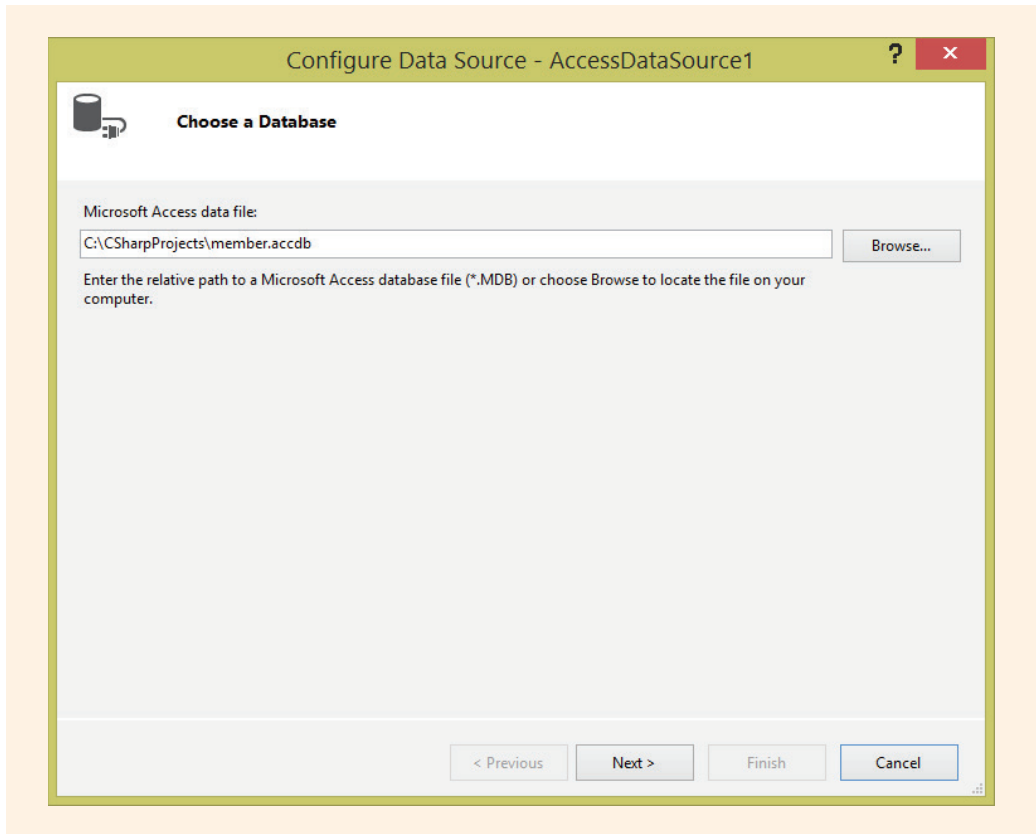 Configure Data Source - AccessDataSource1
? ×
Choose a Database
Microsoft Access data file:
C:\CSharpProjects\member.accdb
Browse...
Enter the relative path to a Microsoft Access database file (*.MDB) or choose Browse to locate the file on your
computer.
< Previous
Next >
Finish
Cancel